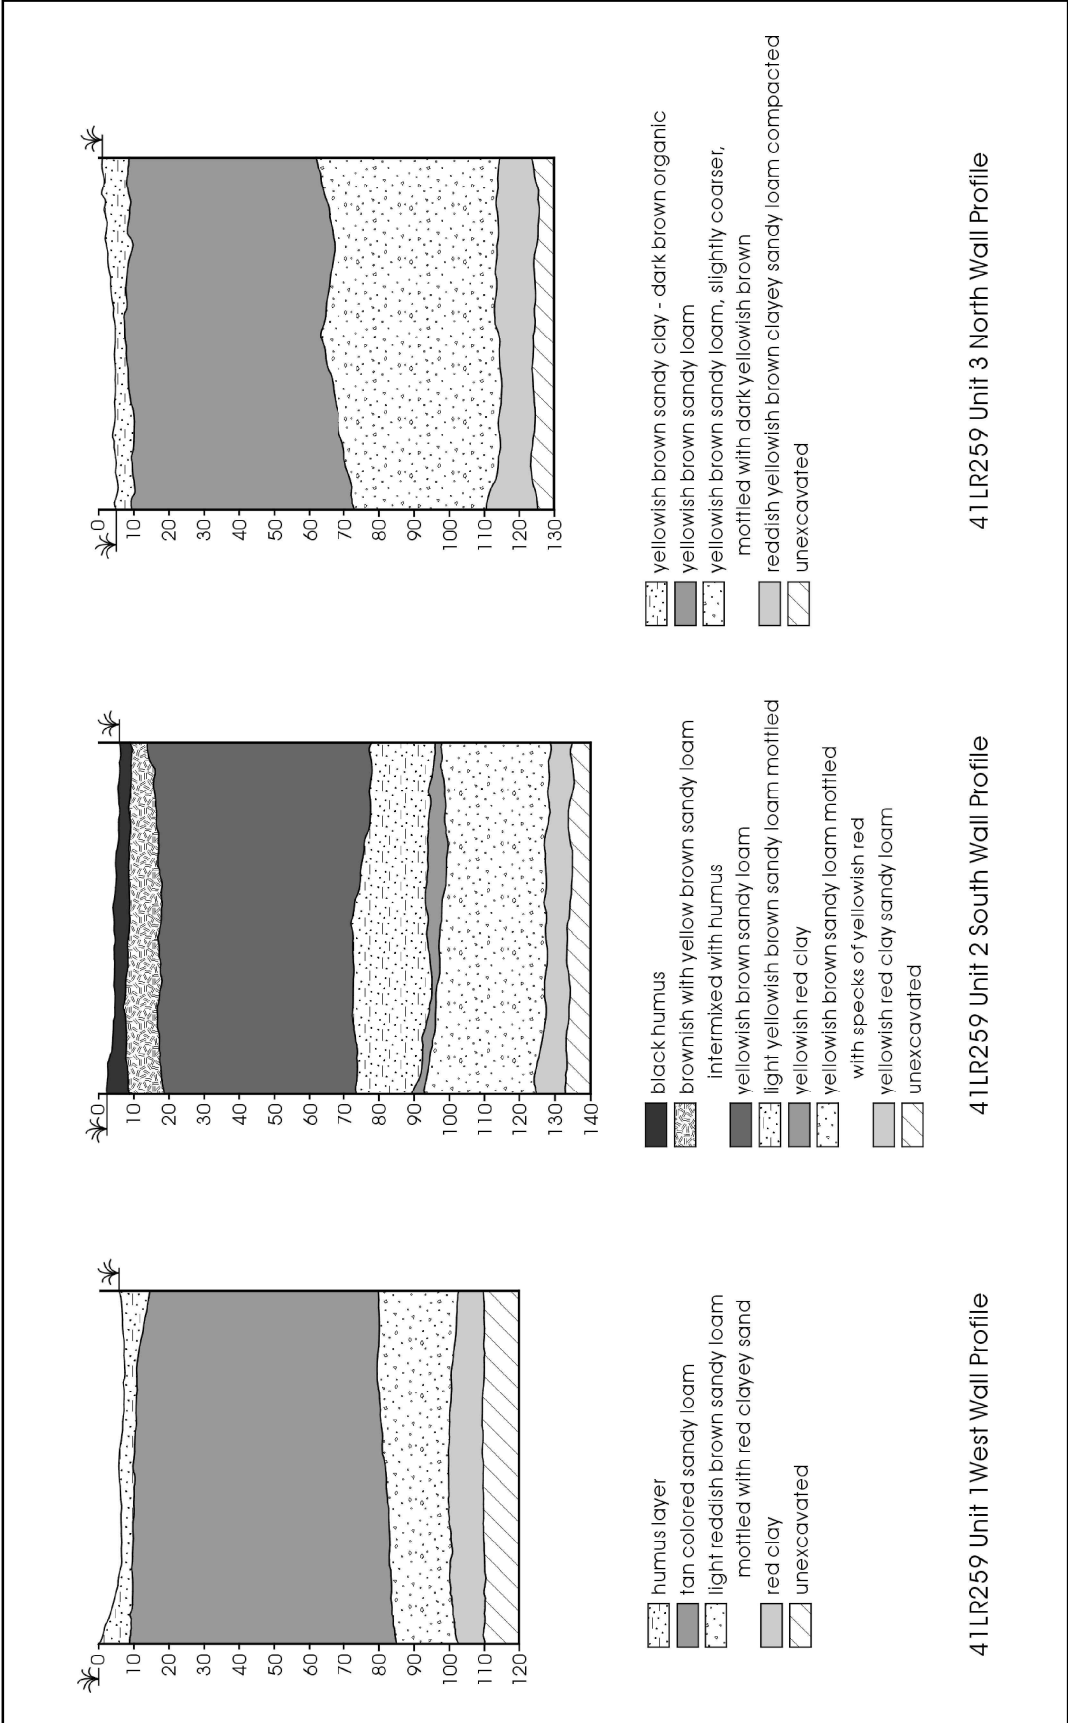 0
10
20
30
40
50
60
70
80
90
100
110
120
humus layer
tan colored sandy loam
light reddish brown sandy loam
mottled with red clayey sand
red clay
unexcavated
41LR259 Unit 1 West Wall Profile
0
10
20
30
40
50
60
70
80
90
100
110
120
130
140
black humus
brownish with yellow brown sandy loam
intermixed with humus
yellowish brown sandy loam
light yellowish brown sandy loam mottled
yellowish red clay
yellowish brown sandy loam mottled
with specks of yellowish red
yellowish red clay sandy loam
unexcavated
41LR259 Unit 2 South Wall Profile
0
10
20
30
40
50
60
70
80
90
100
110
120
130
yellowish brown sandy clay - dark brown organic
yellowish brown sandy loam
yellowish brown sandy loam, slightly coarser,
mottled with dark yellowish brown
reddish yellowish brown clayey sandy loam compacted
unexcavated
41LR259 Unit 3 North Wall Profile